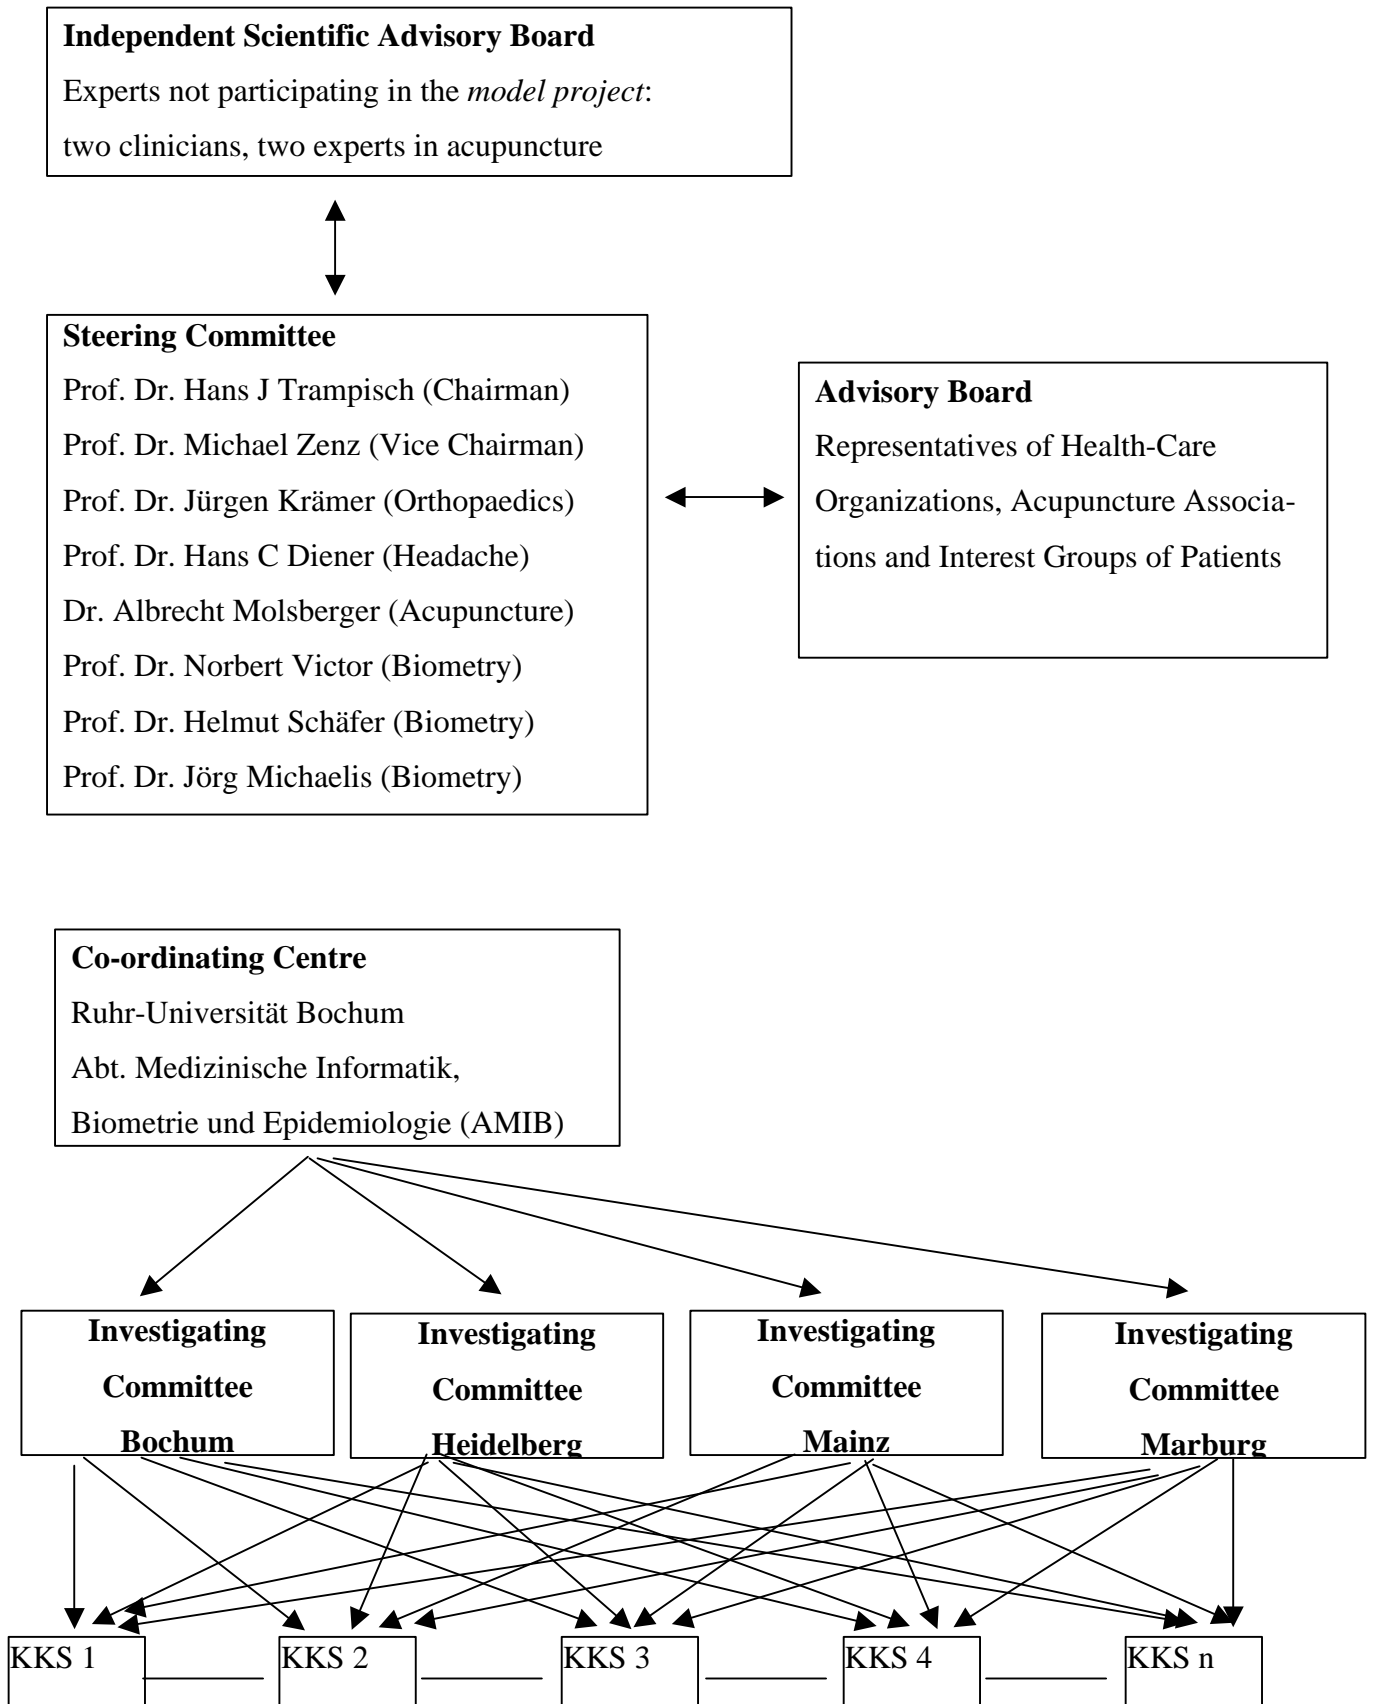 Independent Scientific Advisory Board
Experts not participating in the model project:
two clinicians, two experts in acupuncture
Steering Committee
Prof. Dr. Hans J Trampisch (Chairman)
Prof. Dr. Michael Zenz (Vice Chairman)
Prof. Dr. Jürgen Krämer (Orthopaedics)
Prof. Dr. Hans C Diener (Headache)
Dr. Albrecht Molsberger (Acupuncture)
Prof. Dr. Norbert Victor (Biometry)
Prof. Dr. Helmut Schäfer (Biometry)
Prof. Dr. Jörg Michaelis (Biometry)
Advisory Board
Representatives of Health-Care
Organizations, Acupuncture Associa-
tions and Interest Groups of Patients
Co-ordinating Centre
Ruhr-Universität Bochum
Abt. Medizinische Informatik,
Biometrie und Epidemiologie (AMIB)
Investigating
Committee
Bochum
Investigating
Committee
Heidelberg
Investigating
Committee
Mainz
Investigating
Committee
Marburg
KKS 1
KKS 2
KKS 3
KKS 4
KKS n